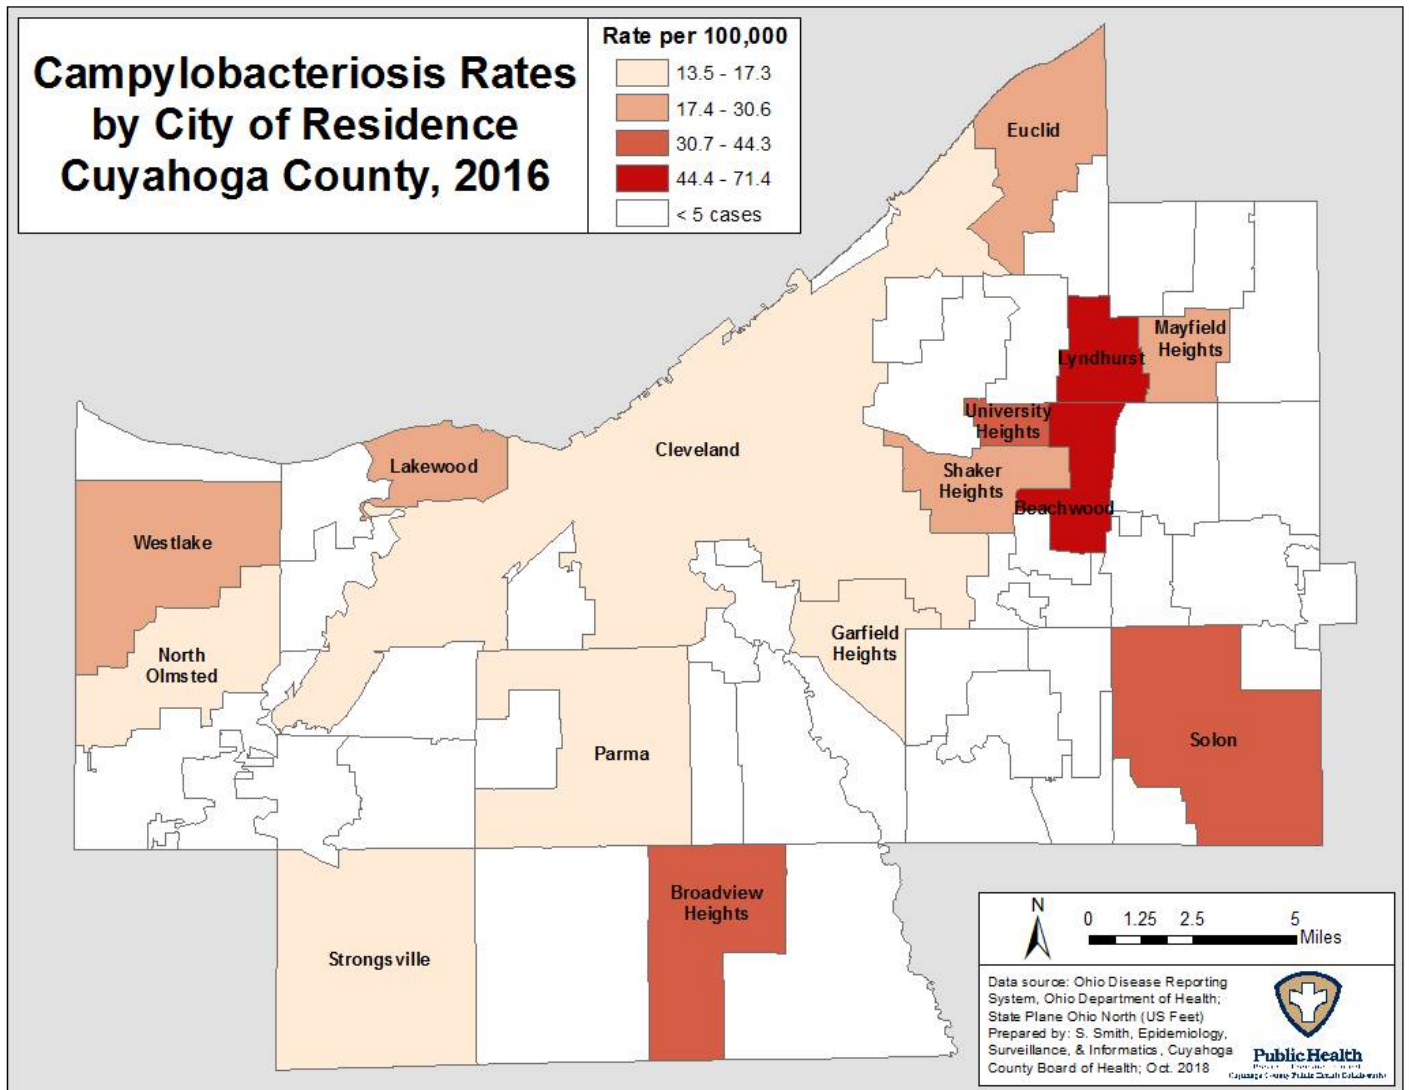 Campylobacteriosis Rates
by City of Residence
Cuyahoga County, 2016
Rate per 100,000
13.5 - 17.3
17.4 - 30.6
30.7 - 44.3
44.4 - 71.4
< 5 cases
Euclid
Mayfield
Heights
Lyndhurst
University
Heights
Cleveland
Lakewood
Shaker
Heights
Beachwood
Westlake
North
Olmsted
Garfield
Heights
Parma
Solon
Broadview
Heights
Strongsville
N
0 1.25 2.5 5
Miles
Data source: Ohio Disease Reporting
System, Ohio Department of Health;
State Plane Ohio North (US Feet)
Prepared by: S. Smith, Epidemiology,
Surveillance, & Informatics, Cuyahoga
County Board of Health; Oct. 2018
Public Health